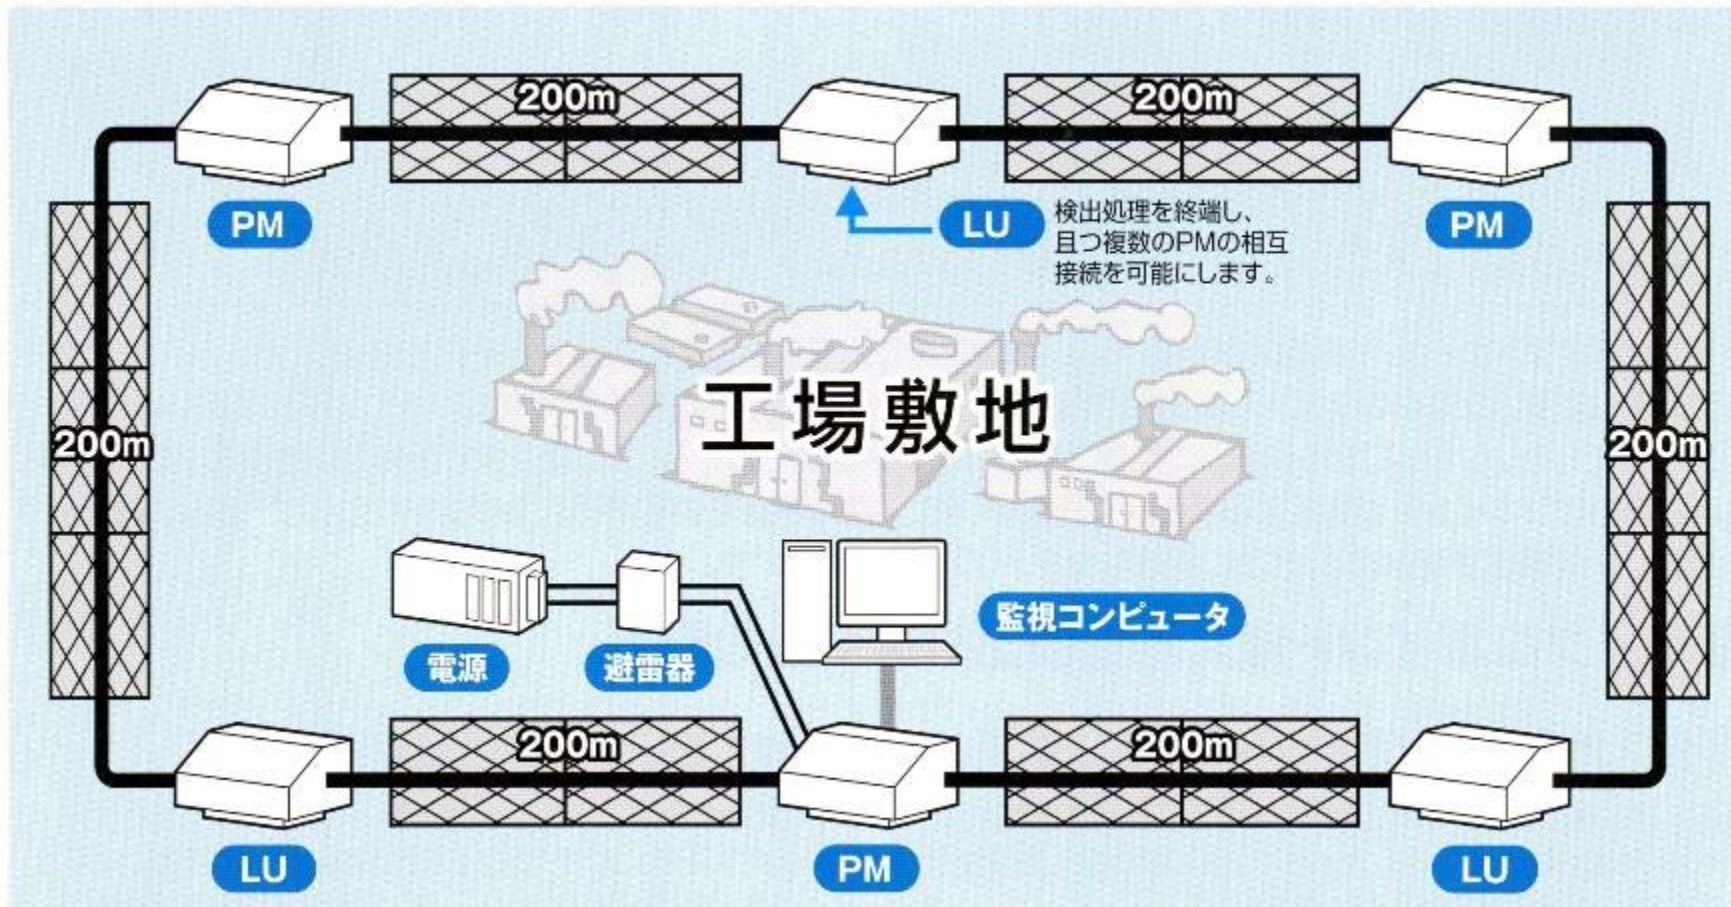 200m
200m
PM
LU
検出処理を終端し、
且つ複数のPMの相互
接続を可能にします。
PM
工場敷地
200m
200m
監視コンピュータ
電源
避雷器
200m
200m
LU
PM
LU